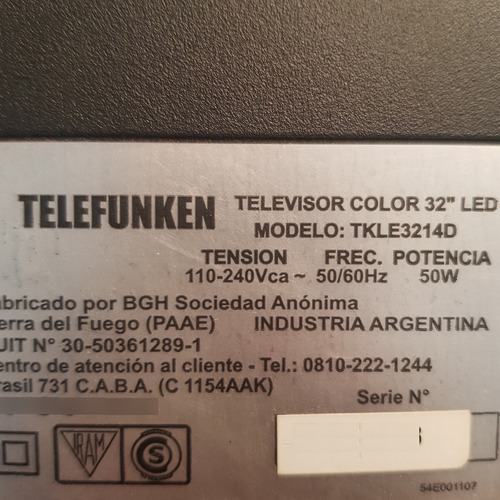 TELEFUNKEN
TELEVISOR COLOR 32" LED
MODELO: TKLE3214D
TENSION FREC. POTENCIA
110-240Vca ~ 50/60Hz 50W
abricado por BGH Sociedad Anónima
erra del Fuego (PAAE) INDUSTRIA ARGENTINA
UIT N° 30-50361289-1
entro de atención al cliente - Tel.: 0810-222-1244
rasil 731 C.A.B.A. (C 1154AAK)
Serie N°
IRAM
S
54E001107